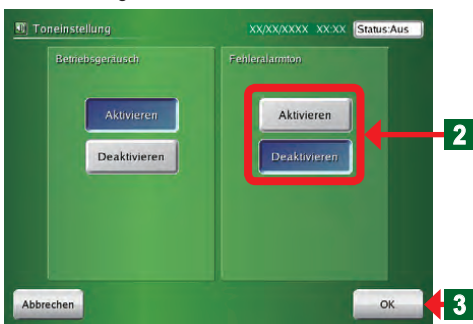 Toneinstellung XX/XX/XXXX XX:XX Status:Aus
Betriebsgeräusch Fehleralarmton
Aktivieren Aktivieren
Deaktivieren Deaktivieren
2
Abbrechen OK
3